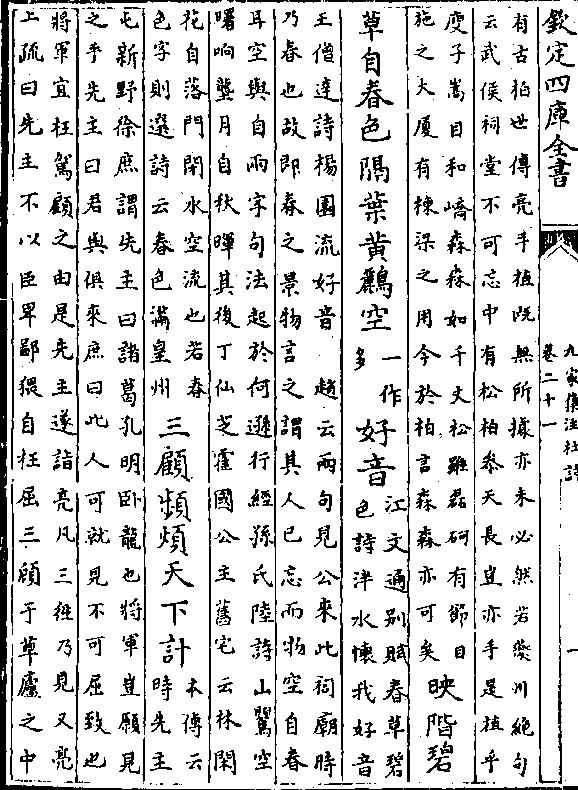 欽定四庫全書
九家集注杜詩
卷二十一
一
有古柏世傳亮手植既無所據亦未必然若夔州絶句
云武侯祠堂不可忘中有松柏參天長豈亦手是植乎
庾子嵩目和嶠森森如千丈松雖磊砢有節目
施之大厦有棟梁之用今於柏言森森亦可矣
映階碧
草自春色隔葉黃鸝空
一作
多
好音
江文通别賦春草碧
色詩泮水懷我好音
王僧達詩楊園流好音 趙云兩句見公來此祠廟時
乃春也故即春之景物言之謂其人已忘而物空自春
耳空與自兩字句法起於何遜行經孫氏陸詩山鶯空
曙响壟月自秋暉其後丁仙芝霍國公主舊宅云林閑
花自落門閉水空流也若春
色字則選詩云春色滿皇州
三顧頻煩天下計
本傳云
時先主
屯新野徐庶謂先主曰諸葛孔明卧龍也將軍豈願見
之乎先主曰君與俱來庶曰此人可就見不可屈致也
將軍宜枉駕顧之由是先主遂詣亮凡三往乃見又亮
上疏曰先主不以臣卑鄙猥自枉屈三顧于草廬之中